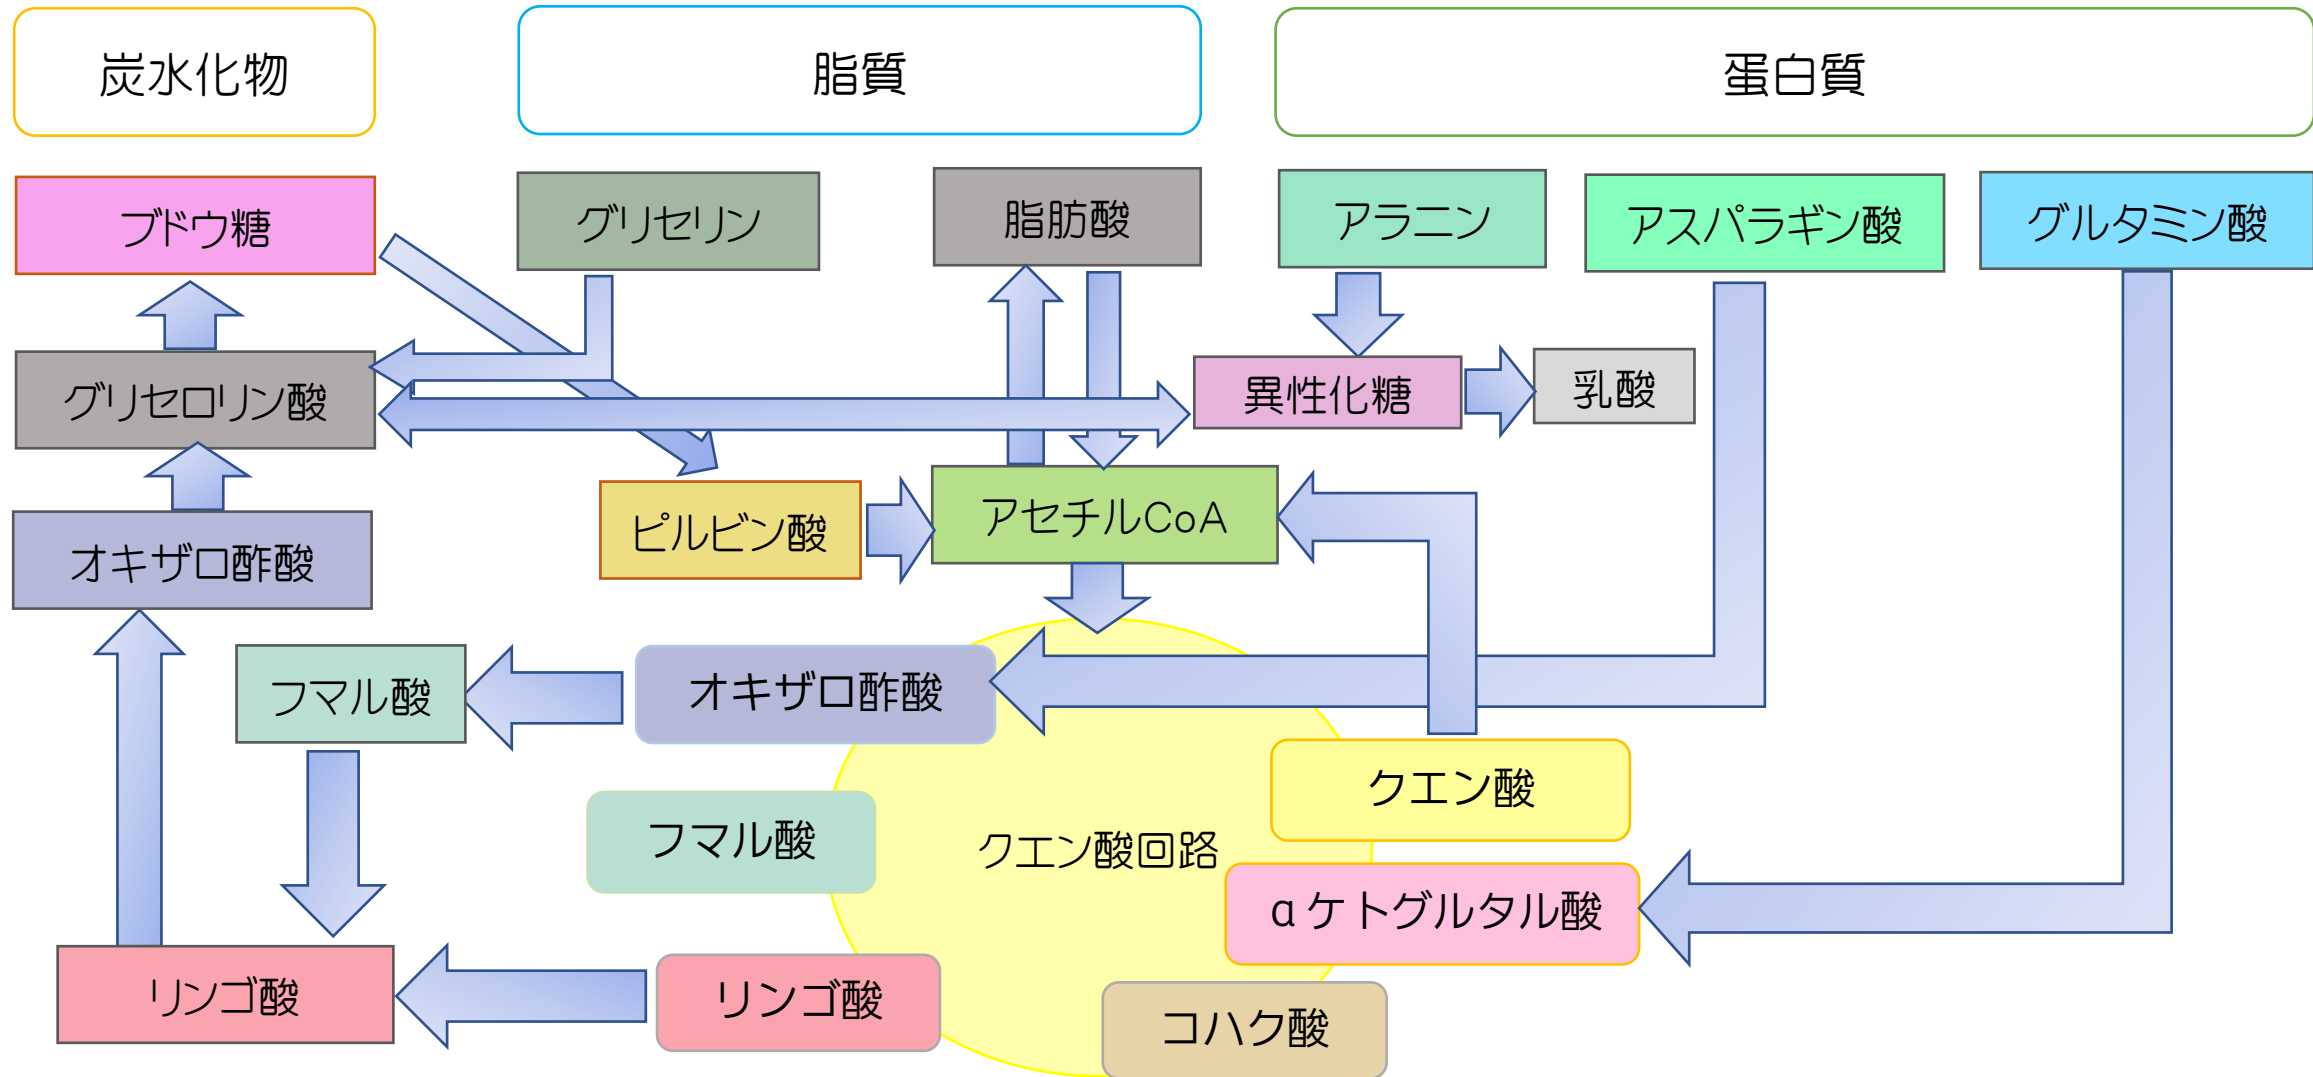 炭水化物
脂質
蛋白質
ブドウ糖
グリセリン
脂肪酸
アラニン
アスパラギン酸
グルタミン酸
グリセロリン酸
異性化糖
乳酸
ピルビン酸
アセチルCoA
オキザロ酢酸
フマル酸
オキザロ酢酸
クエン酸
フマル酸
クエン酸回路
αケトグルタル酸
リンゴ酸
リンゴ酸
コハク酸